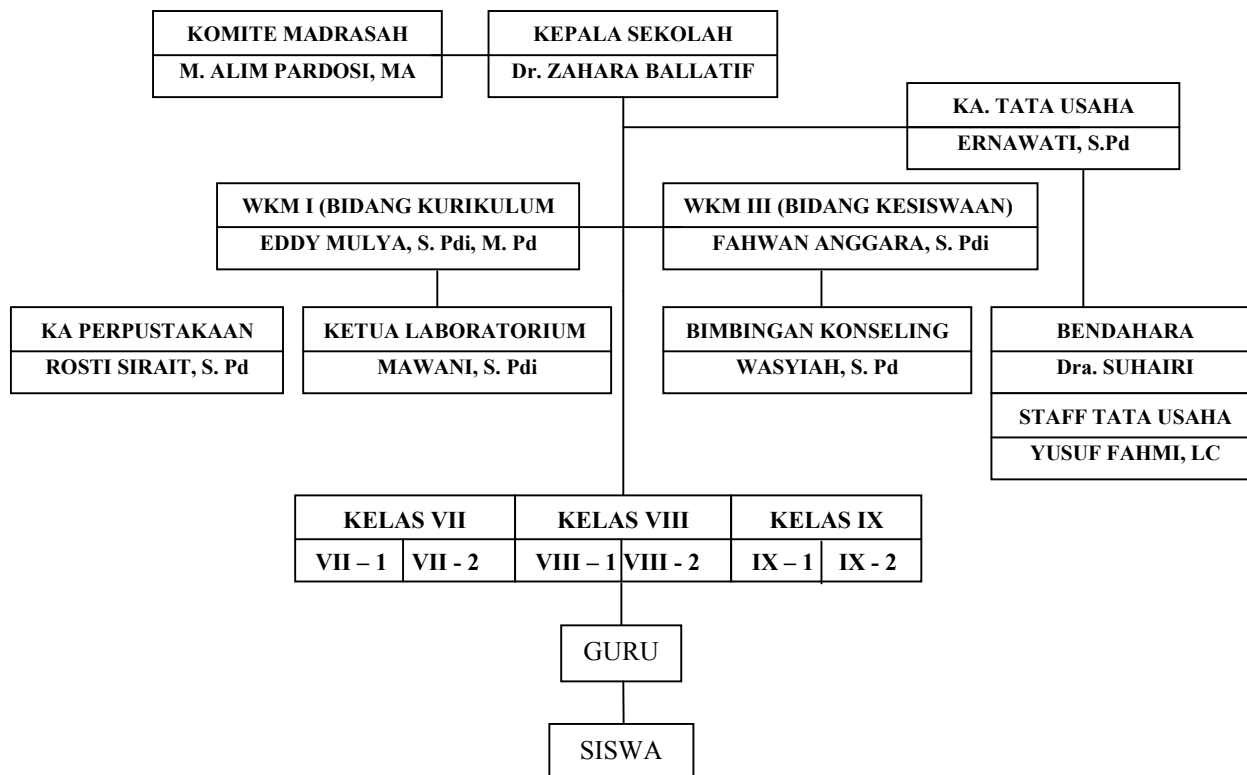 KOMITE MADRASAH
M. ALIM PARDOSI, MA
KEPALA SEKOLAH
Dr. ZAHARA BALLATIF
KA. TATA USAHA
ERNAWATI, S.Pd
WKM I (BIDANG KURIKULUM
EDDY MULYA, S. Pdi, M. Pd
WKM III (BIDANG KESISWAAN)
FAHWAN ANGGARA, S. Pdi
KA PERPUSTAKAAN
ROSTI SIRAIT, S. Pd
KETUA LABORATORIUM
MAWANI, S. Pdi
BIMBINGAN KONSELING
WASYIAH, S. Pd
BENDAHARA
Dra. SUHAIRI
STAFF TATA USAHA
YUSUF FAHMI, LC
KELAS VII KELAS VIII KELAS IX
VII – 1 VII - 2 VIII – 1 VIII - 2 IX – 1 IX - 2
GURU
SISWA